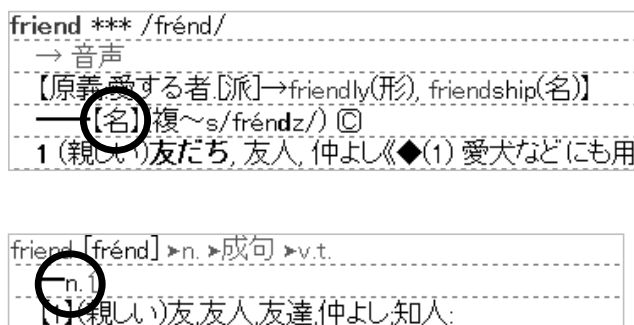 friend *** /frénd/
→ 音声
【原義:愛する者.[派]→friendly(形), friendship(名)】
━━【名】(複～s/fréndz/) Ⓒ
1 (親しい)友だち, 友人, 仲よし《◆(1) 愛犬などにも用
friend [frénd] ➤n. ➤成句 ➤v.t.
━n.
【1】(親しい)友,友人,友達,仲よし;知人: